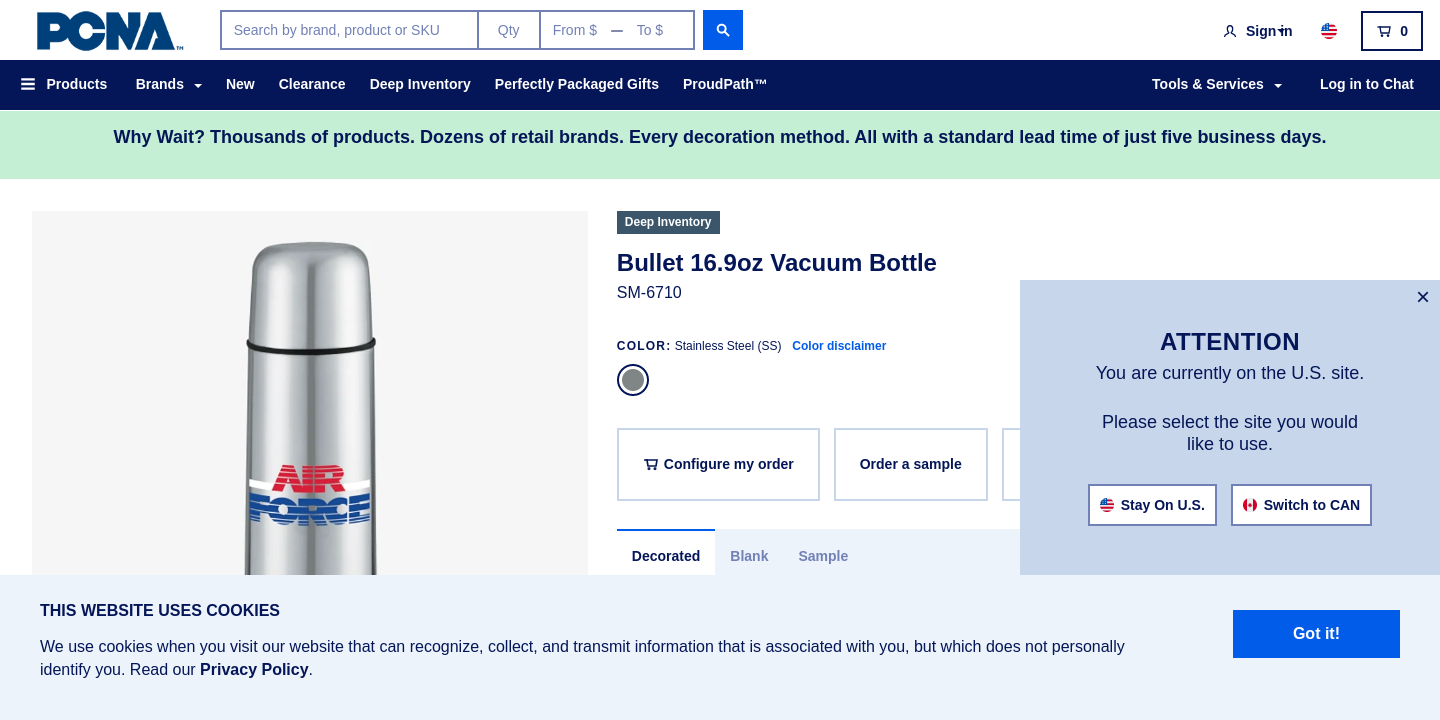 PCNA™
Search by brand, product or SKU
Qty
From $ — To $
Sign in
0
Products
Brands
New
Clearance
Deep Inventory
Perfectly Packaged Gifts
ProudPath™
Tools & Services
Log in to Chat
Why Wait? Thousands of products. Dozens of retail brands. Every decoration method. All with a standard lead time of just five business days.
AIR
FORCE
Deep Inventory
Bullet 16.9oz Vacuum Bottle
SM-6710
COLOR: Stainless Steel (SS) Color disclaimer
Configure my order
Order a sample
Decorated
Blank
Sample
×
ATTENTION
You are currently on the U.S. site.
Please select the site you would
like to use.
Stay On U.S.
Switch to CAN
THIS WEBSITE USES COOKIES
We use cookies when you visit our website that can recognize, collect, and transmit information that is associated with you, but which does not personally
identify you. Read our Privacy Policy.
Got it!